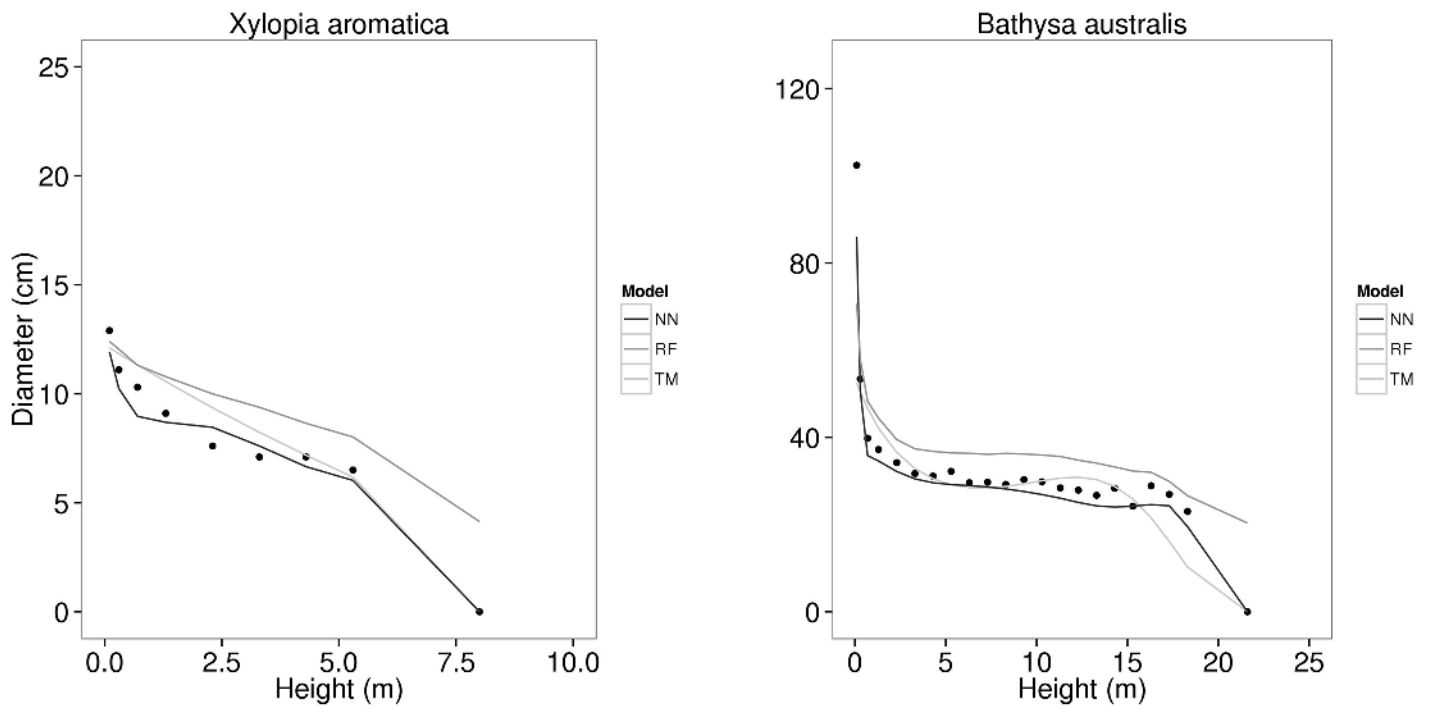 Xylopia aromatica
25
20
15
10
5
0
Diameter (cm)
0.0 2.5 5.0 7.5 10.0
Height (m)
Model
NN
RF
TM
Bathysa australis
120
80
40
0
0 5 10 15 20 25
Height (m)
Model
NN
RF
TM